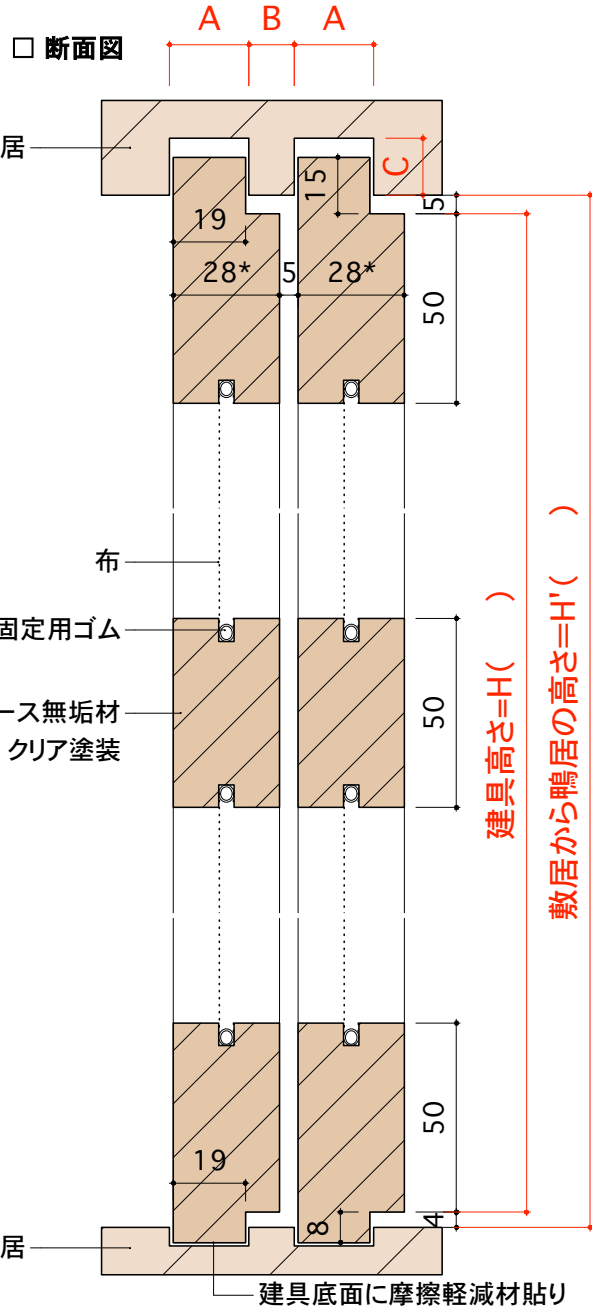 A B A
□ 断面図
居
C
15
5
19
28* 5 28*
50
布
固定用ゴム
ース無垢材
クリア塗装
50
建具高さ=H( )
敷居から鴨居の高さ=H'( )
50
19
8
4
居
建具底面に摩擦軽減材貼り